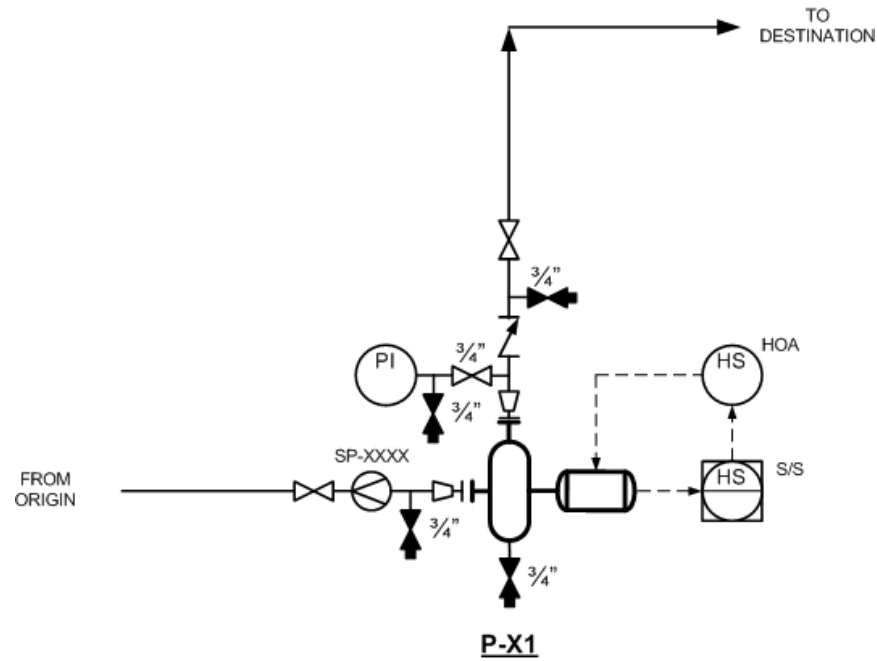 TO
DESTINATION
¾"
¾"
PI
HS
HOA
¾"
SP-XXXX
FROM
ORIGIN
HS
S/S
¾"
¾"
P-X1